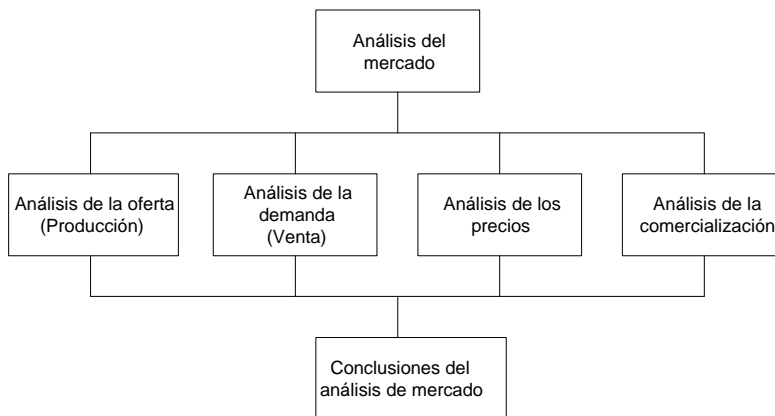 Análisis del
mercado
Análisis de la oferta
(Producción)
Análisis de la
demanda
(Venta)
Análisis de los
precios
Análisis de la
comercialización
Conclusiones del
análisis de mercado